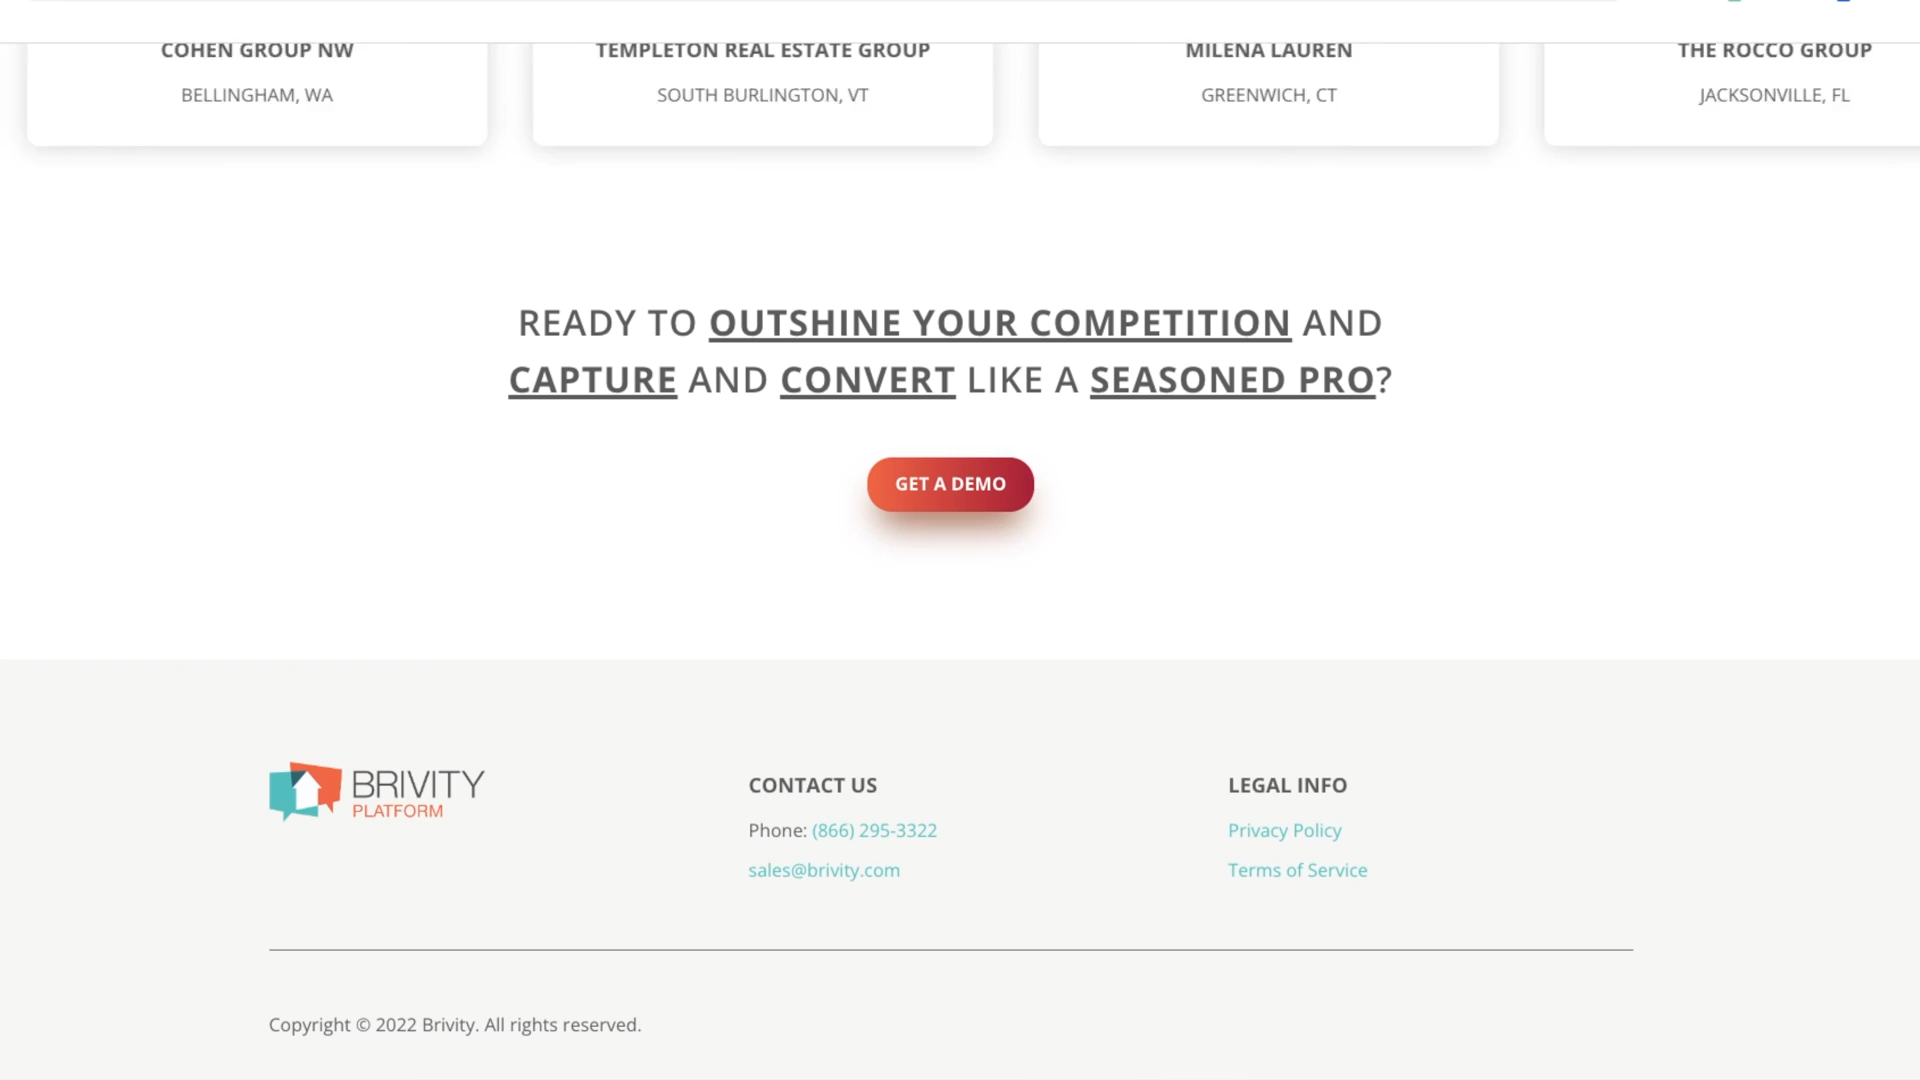 COHEN GROUP NW
BELLINGHAM, WA
TEMPLETON REAL ESTATE GROUP
SOUTH BURLINGTON, VT
MILENA LAUREN
GREENWICH, CT
THE ROCCO GROUP
JACKSONVILLE, FL
READY TO OUTSHINE YOUR COMPETITION AND
CAPTURE AND CONVERT LIKE A SEASONED PRO?
GET A DEMO
BRIVITY
PLATFORM
CONTACT US
Phone: (866) 295-3322
sales@brivity.com
LEGAL INFO
Privacy Policy
Terms of Service
Copyright © 2022 Brivity. All rights reserved.